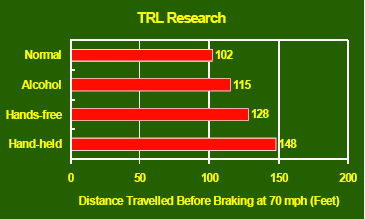 TRL Research
Normal 102
Alcohol 115
Hands-free 128
Hand-held 148
0 50 100 150 200
Distance Travelled Before Braking at 70 mph (Feet)